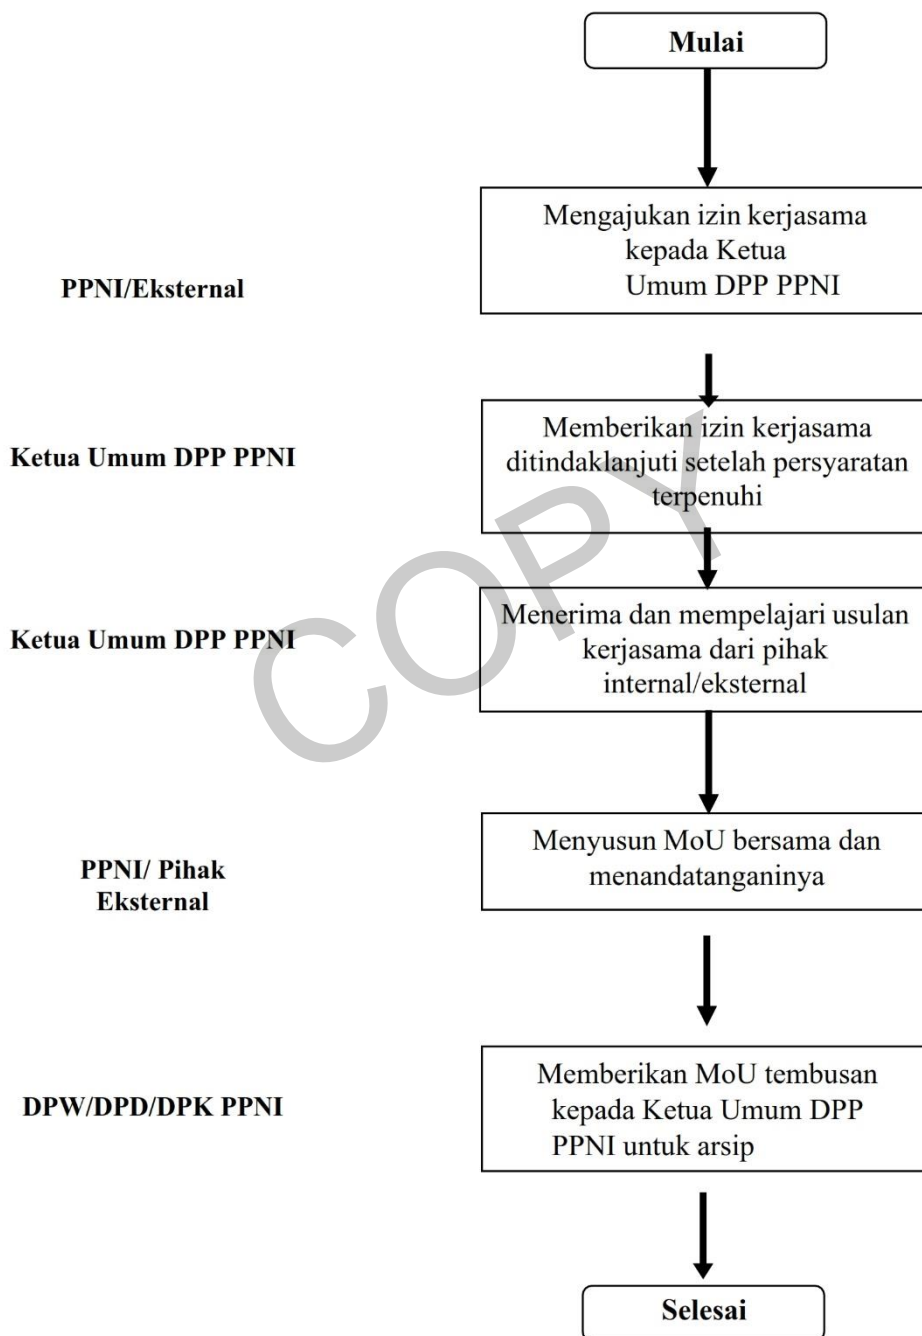 Mulai
Mengajukan izin kerjasama
kepada Ketua
Umum DPP PPNI
PPNI/Eksternal
Memberikan izin kerjasama
ditindaklanjuti setelah persyaratan
terpenuhi
Ketua Umum DPP PPNI
Menerima dan mempelajari usulan
kerjasama dari pihak
internal/eksternal
Ketua Umum DPP PPNI
COPY
Menyusun MoU bersama dan
menandatanganinya
PPNI/ Pihak
Eksternal
Memberikan MoU tembusan
kepada Ketua Umum DPP
PPNI untuk arsip
DPW/DPD/DPK PPNI
Selesai